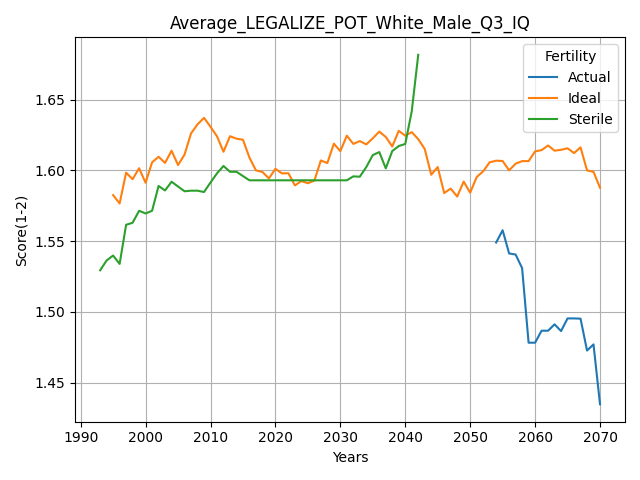 Average_LEGALIZE_POT_White_Male_Q3_IQ
Fertility
Actual
Ideal
Sterile
Score(1-2)
1.65
1.60
1.55
1.50
1.45
1990 2000 2010 2020 2030 2040 2050 2060 2070
Years